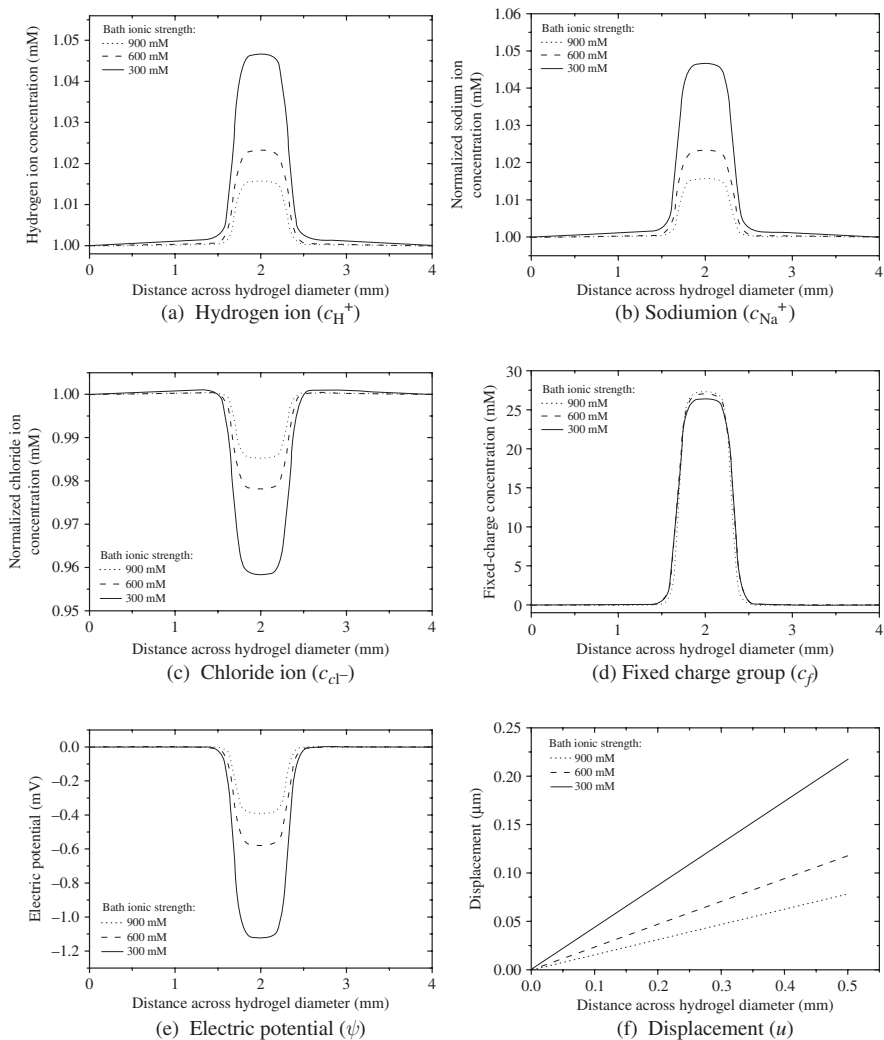 Hydrogen ion concentration (mM)
1.05
1.04
1.03
1.02
1.01
1.00
Bath ionic strength:
900 mM
600 mM
300 mM
0 1 2 3 4
Distance across hydrogel diameter (mm)
(a) Hydrogen ion (cH+)
Normalized sodium ion
concentration (mM)
1.06
1.05
1.04
1.03
1.02
1.01
1.00
Bath ionic strength:
900 mM
600 mM
300 mM
0 1 2 3 4
Distance across hydrogel diameter (mm)
(b) Sodiumion (cNa+)
Normalized chloride ion
concentration (mM)
1.00
0.99
0.98
0.97
0.96
0.95
Bath ionic strength:
900 mM
600 mM
300 mM
0 1 2 3 4
Distance across hydrogel diameter (mm)
(c) Chloride ion (ccl–)
Fixed-charge concentration (mM)
30
25
20
15
10
5
0
Bath ionic strength:
900 mM
600 mM
300 mM
0 1 2 3 4
Distance across hydrogel diameter (mm)
(d) Fixed charge group (cf)
Electric potential (mV)
0.0
–0.2
–0.4
–0.6
–0.8
–1.0
–1.2
Bath ionic strength:
900 mM
600 mM
300 mM
0 1 2 3 4
Distance across hydrogel diameter (mm)
(e) Electric potential (ψ)
Displacement (μm)
0.25
0.20
0.15
0.10
0.05
0.00
Bath ionic strength:
900 mM
600 mM
300 mM
0.0 0.1 0.2 0.3 0.4 0.5
Distance across hydrogel diameter (mm)
(f) Displacement (u)